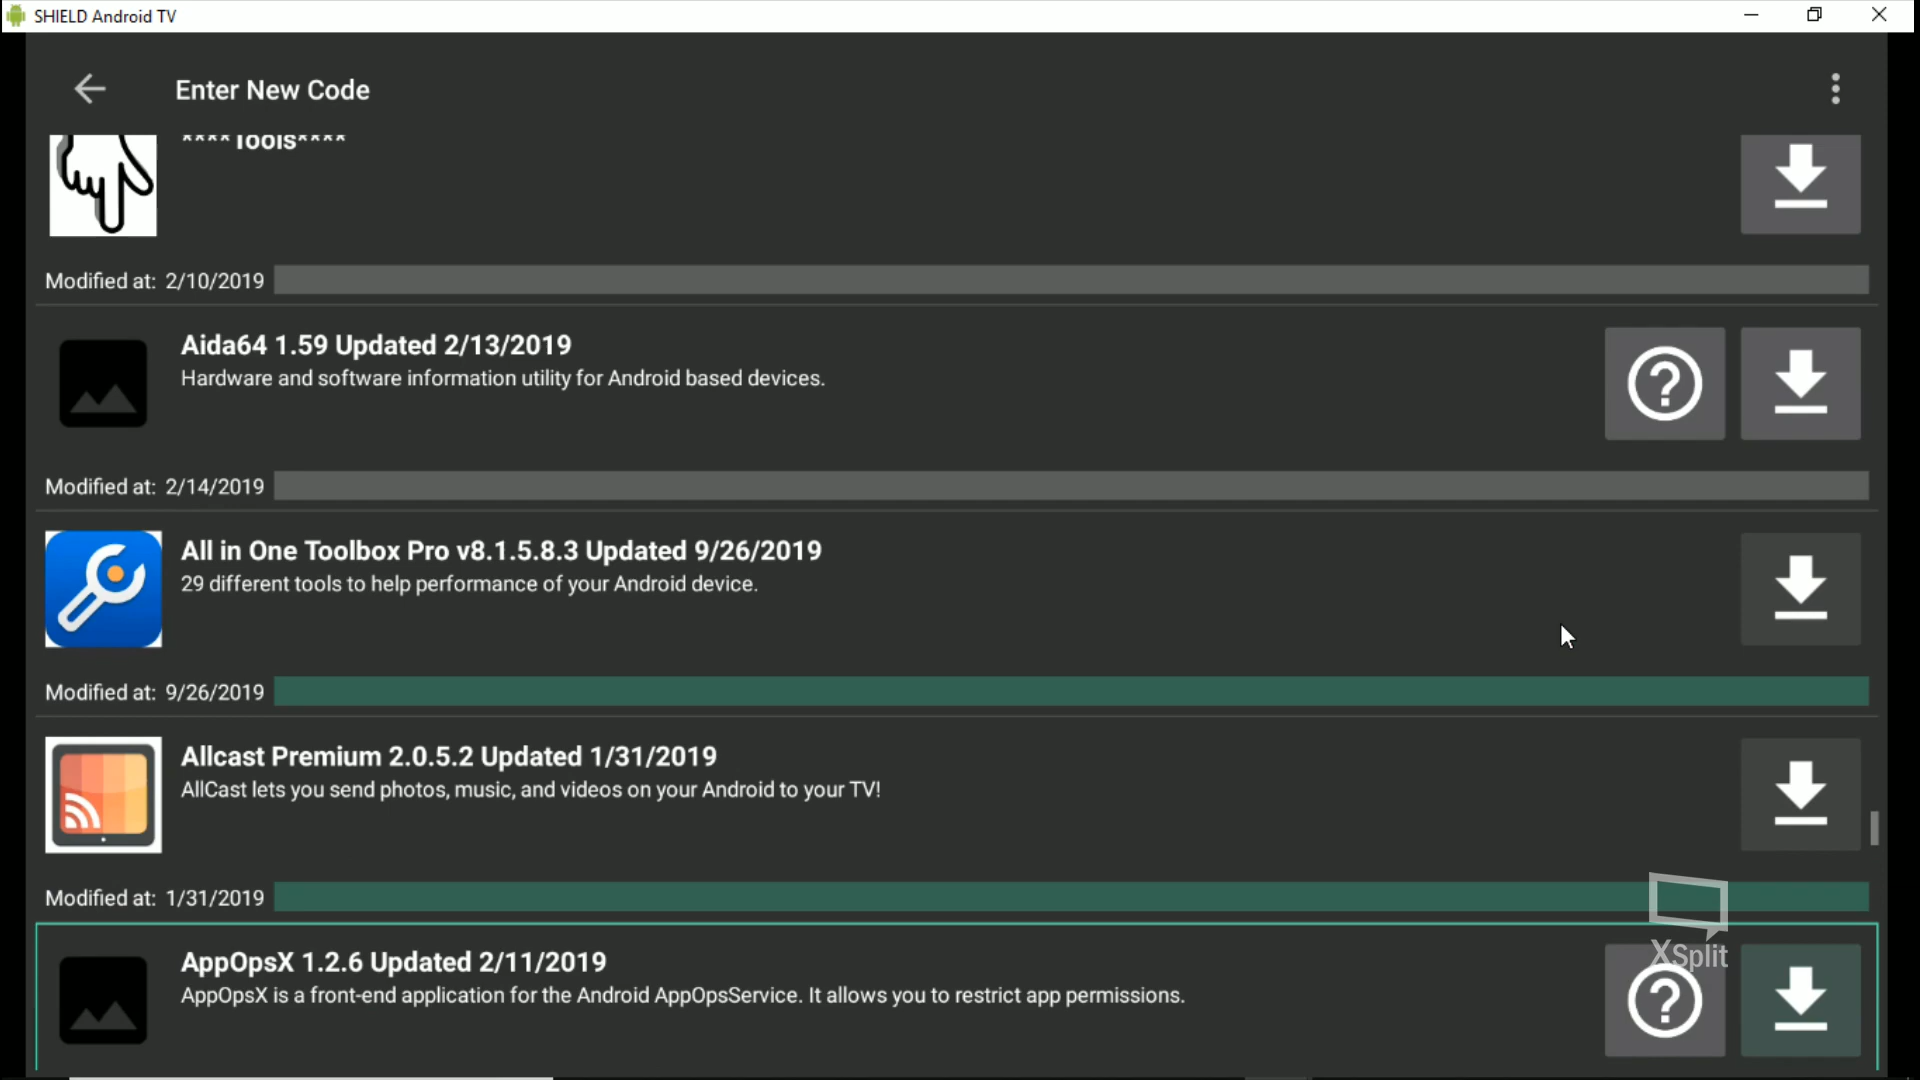 SHIELD Android TV
Enter New Code
****Tools****
Modified at: 2/10/2019
Aida64 1.59 Updated 2/13/2019
Hardware and software information utility for Android based devices.
Modified at: 2/14/2019
All in One Toolbox Pro v8.1.5.8.3 Updated 9/26/2019
29 different tools to help performance of your Android device.
Modified at: 9/26/2019
Allcast Premium 2.0.5.2 Updated 1/31/2019
AllCast lets you send photos, music, and videos on your Android to your TV!
Modified at: 1/31/2019
XSplit
AppOpsX 1.2.6 Updated 2/11/2019
AppOpsX is a front-end application for the Android AppOpsService. It allows you to restrict app permissions.